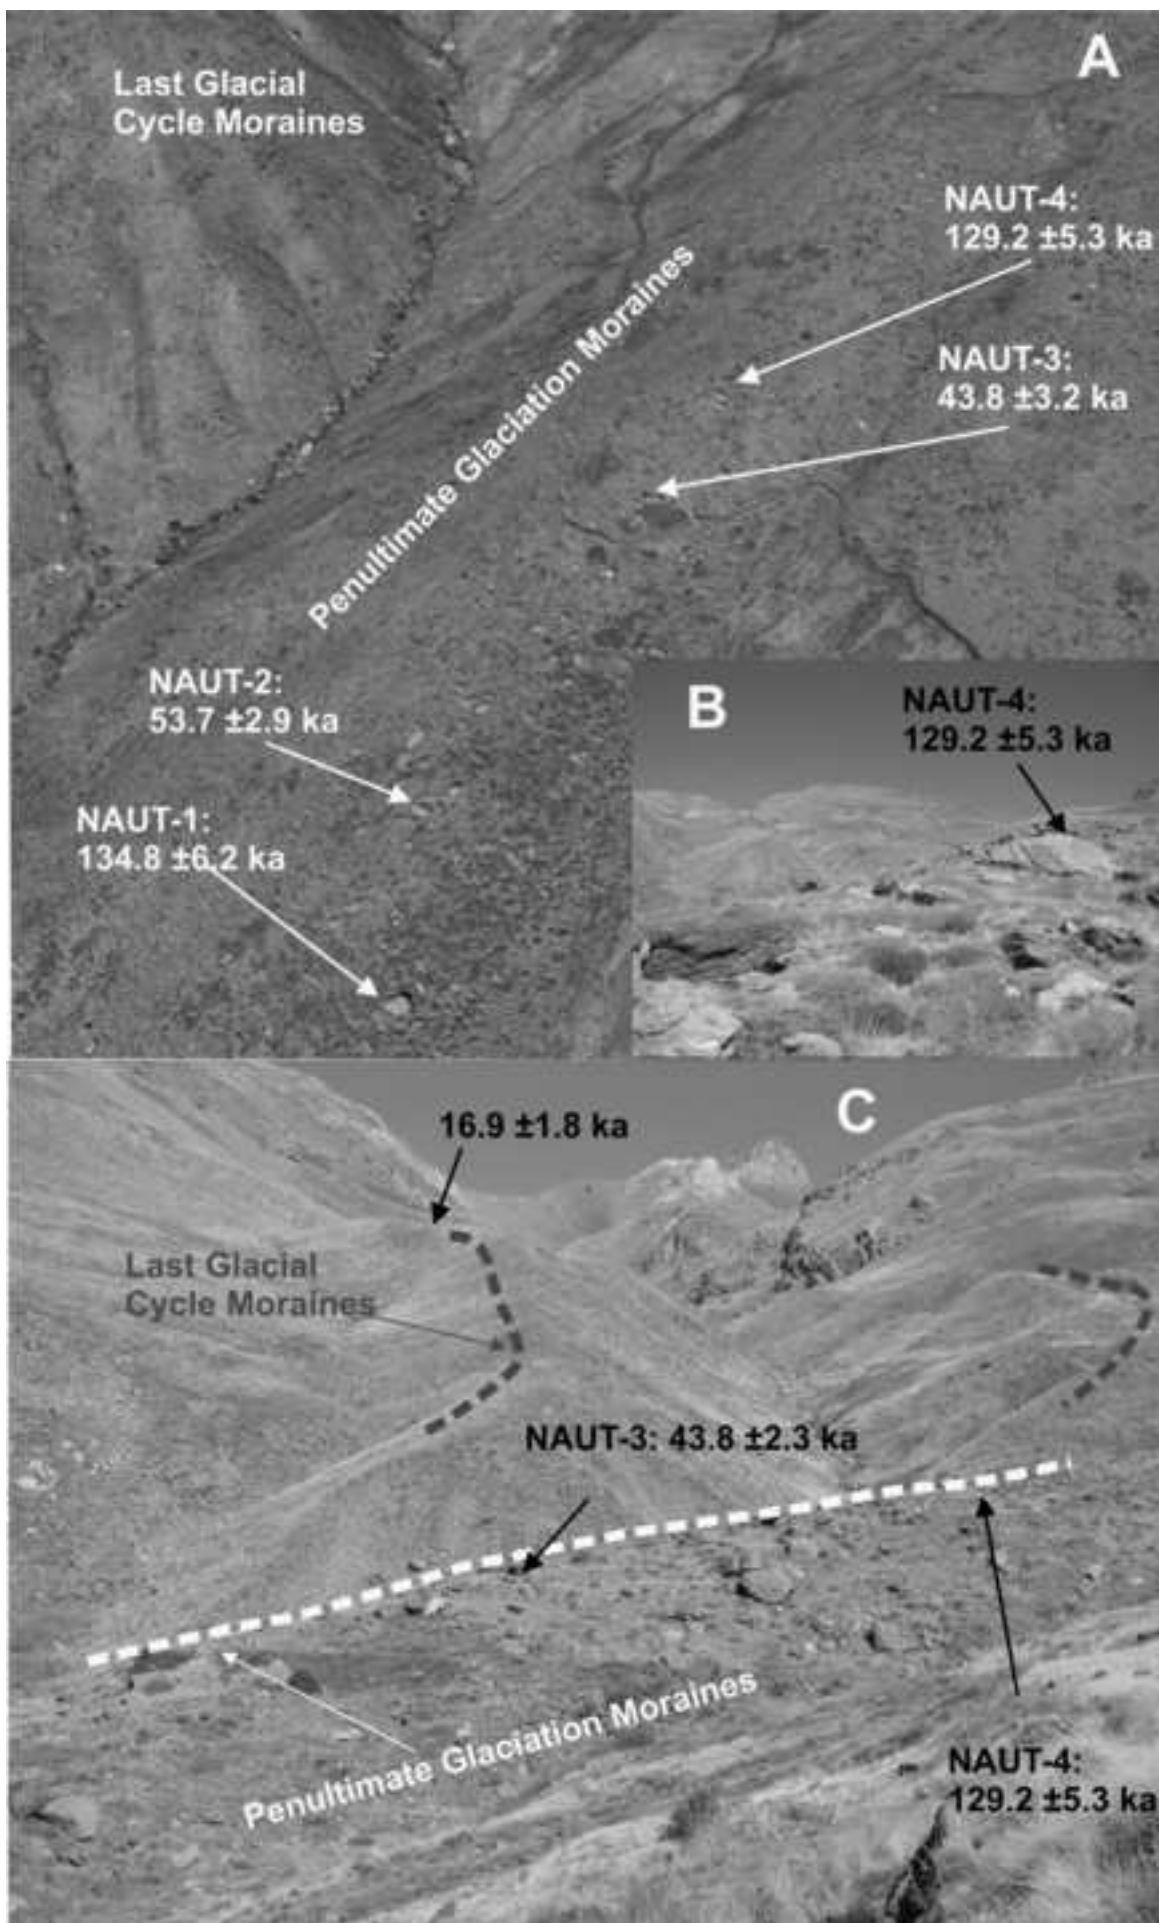 A
Last Glacial
Cycle Moraines
NAUT-4:
129.2 ±5.3 ka
NAUT-3:
43.8 ±3.2 ka
Penultimate Glaciation Moraines
NAUT-2:
53.7 ±2.9 ka
NAUT-1:
134.8 ±6.2 ka
B
NAUT-4:
129.2 ±5.3 ka
C
16.9 ±1.8 ka
Last Glacial
Cycle Moraines
NAUT-3: 43.8 ±2.3 ka
Penultimate Glaciation Moraines
NAUT-4:
129.2 ±5.3 ka